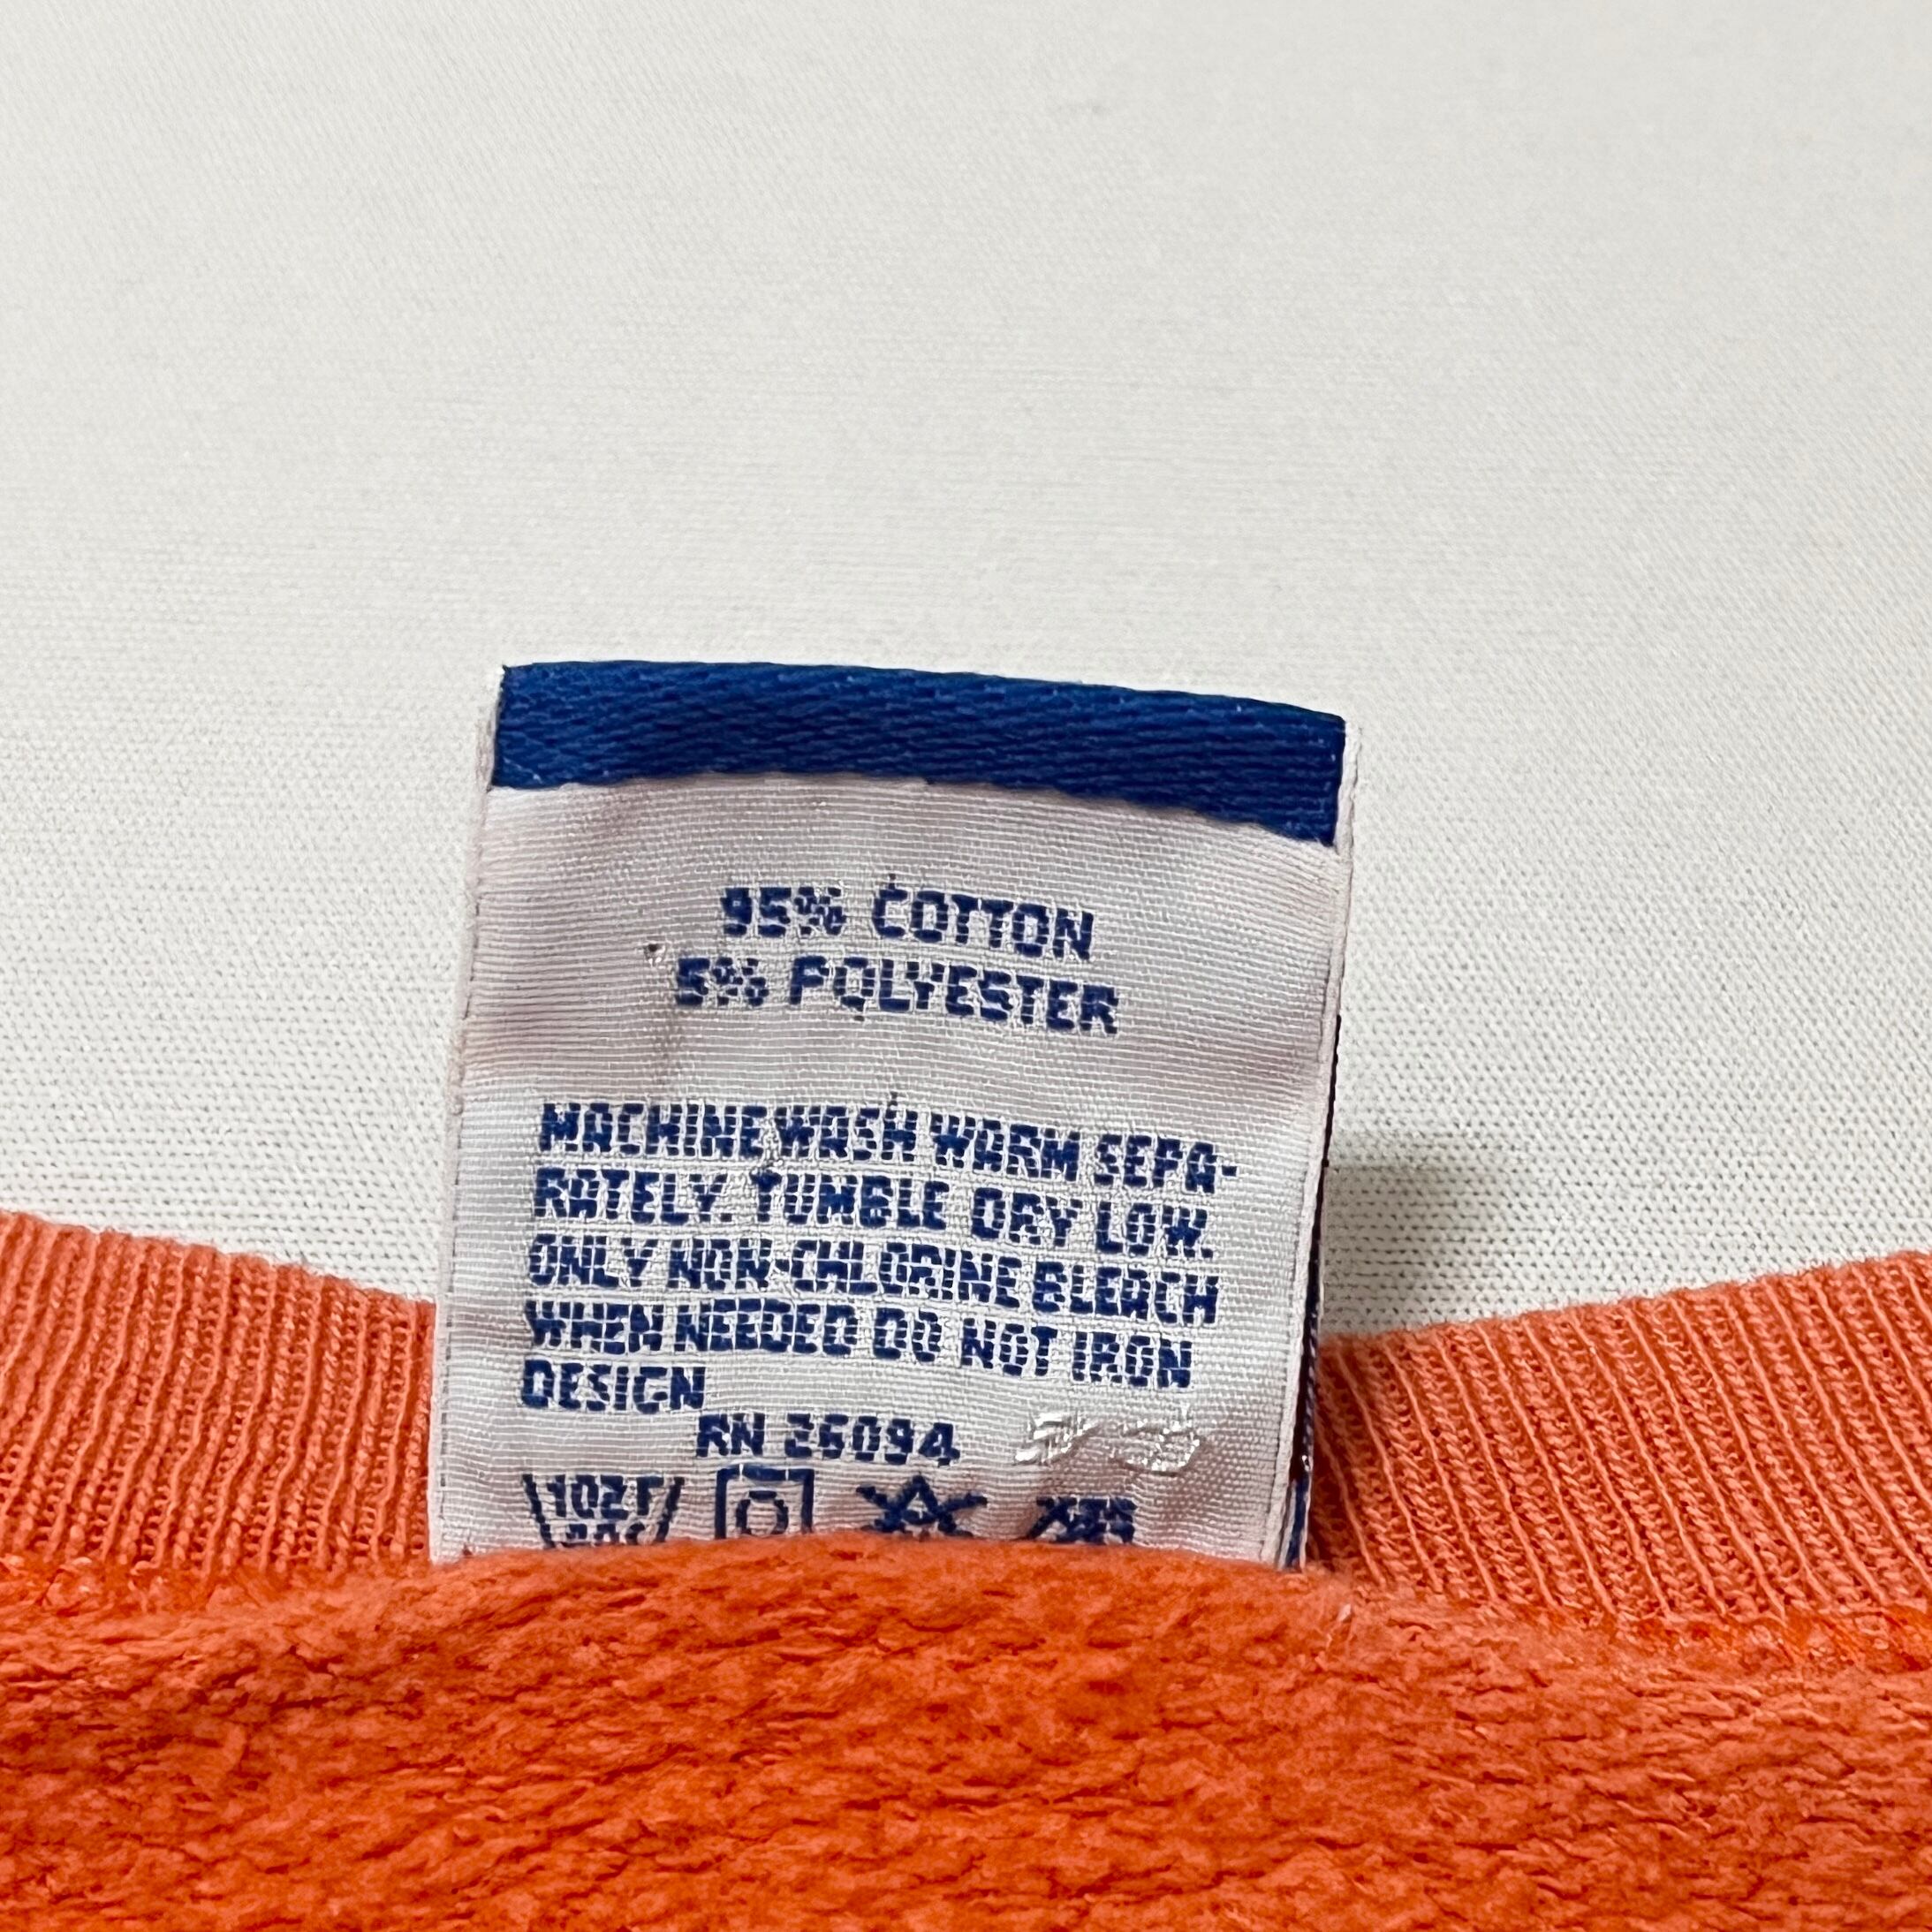 95% COTTON
5% POLYESTER
MACHINE WASH WARM SEPA-
RATELY. TUMBLE DRY LOW.
ONLY NON-CHLORINE BLEACH
WHEN NEEDED DO NOT IRON
DESIGN
RN 26094
102F